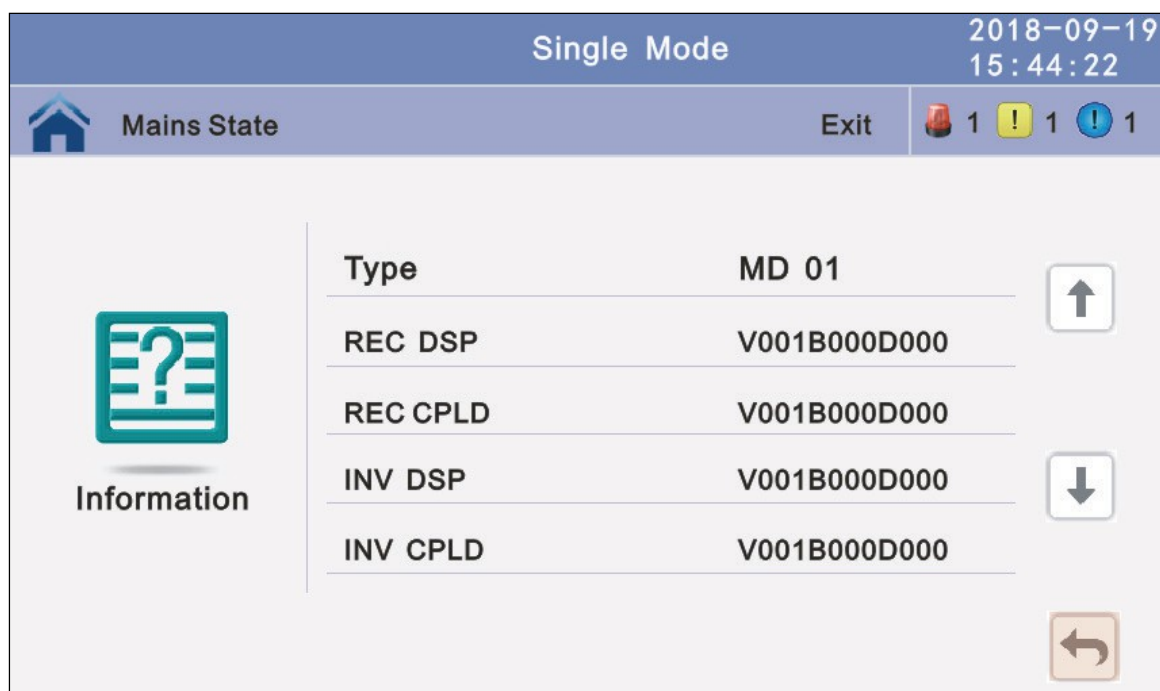 Single Mode
2018-09-19
15:44:22
Mains State Exit 1 ! 1 ! 1
Type MD 01
REC DSP V001B000D000
REC CPLD V001B000D000
INV DSP V001B000D000
INV CPLD V001B000D000
?
Information